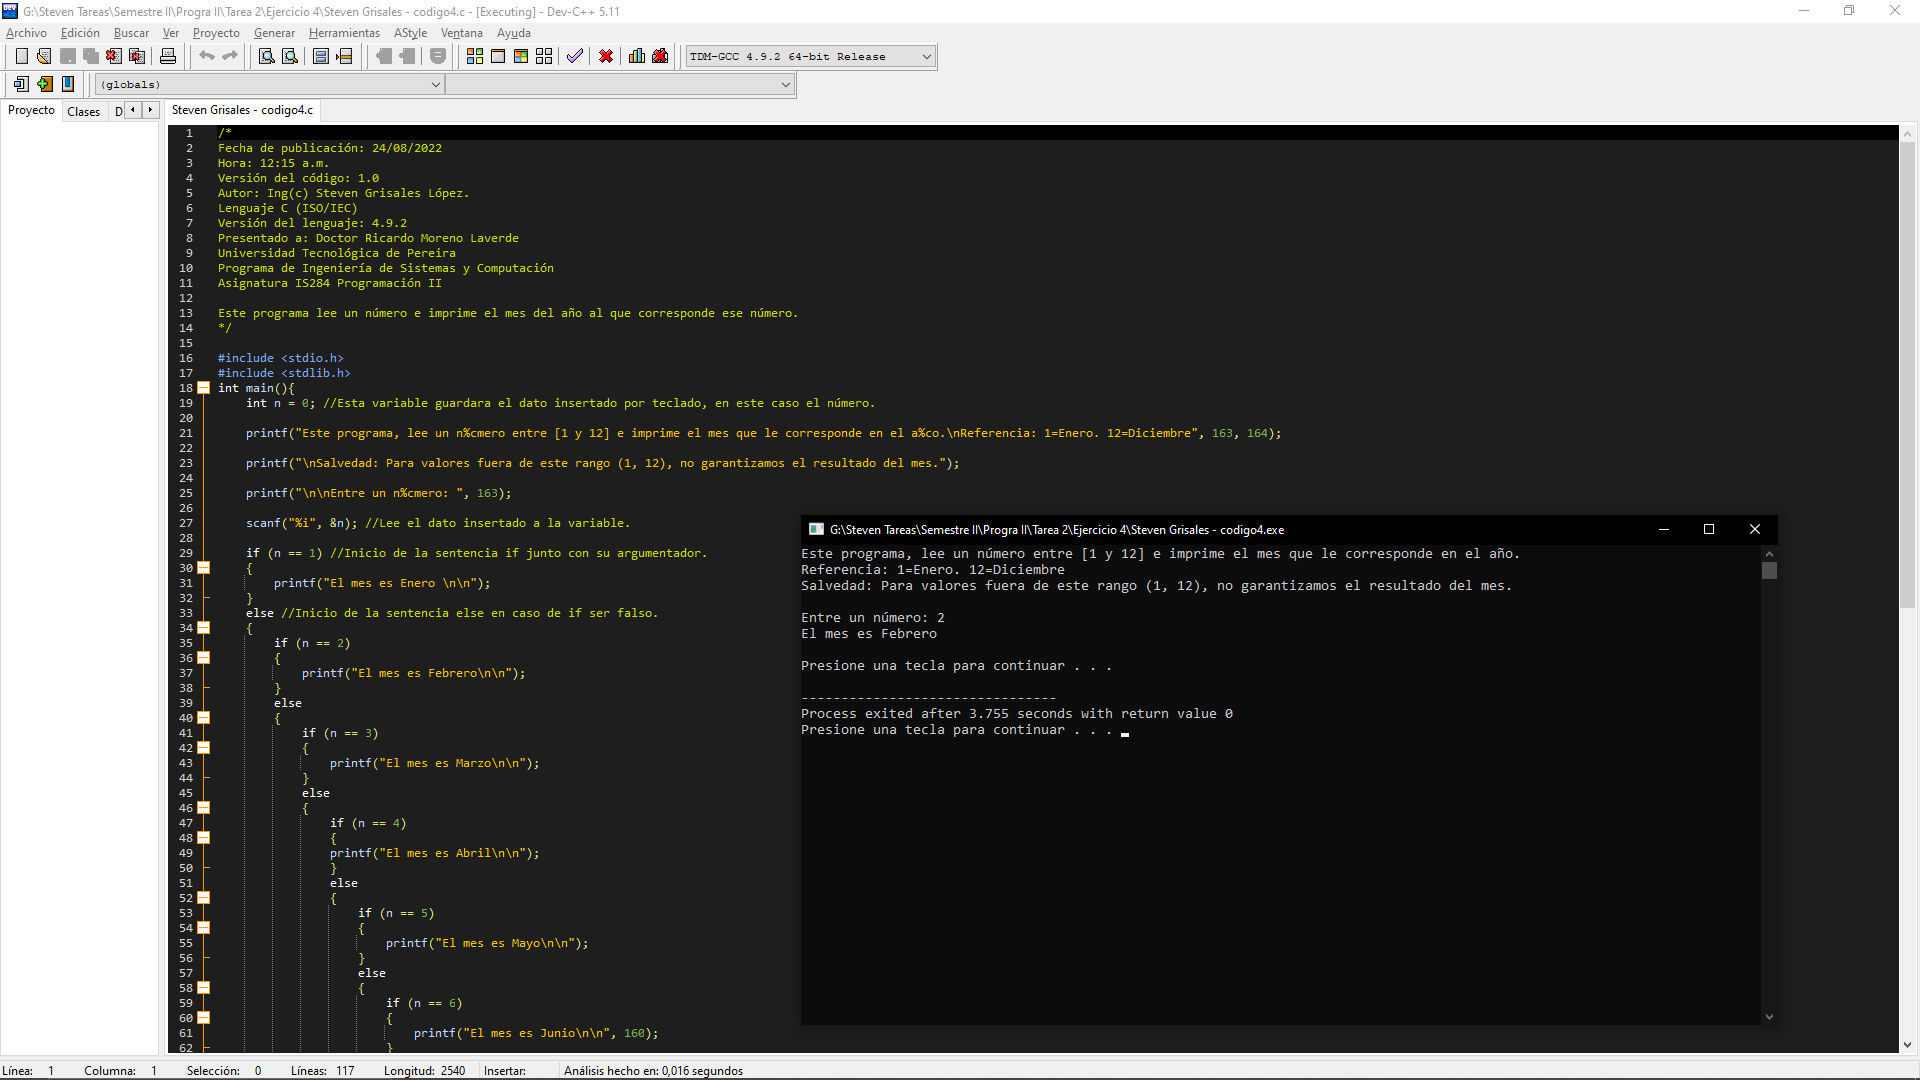 G:\Steven Tareas\Semestre II\Progra II\Tarea 2\Ejercicio 4\Steven Grisales - codigo4.c - [Executing] - Dev-C++ 5.11
Archivo Edición Buscar Ver Proyecto Generar Herramientas AStyle Ventana Ayuda
TDM-GCC 4.9.2 64-bit Release
(globals)
Proyecto Clases D
Steven Grisales - codigo4.c
1 /*
2 Fecha de publicación: 24/08/2022
3 Hora: 12:15 a.m.
4 Versión del código: 1.0
5 Autor: Ing(c) Steven Grisales López.
6 Lenguaje C (ISO/IEC)
7 Versión del lenguaje: 4.9.2
8 Presentado a: Doctor Ricardo Moreno Laverde
9 Universidad Tecnológica de Pereira
10 Programa de Ingeniería de Sistemas y Computación
11 Asignatura IS284 Programación II
12
13 Este programa lee un número e imprime el mes del año al que corresponde ese número.
14 */
15
16 #include <stdio.h>
17 #include <stdlib.h>
18 int main(){
19 int n = 0; //Esta variable guardara el dato insertado por teclado, en este caso el número.
20
21 printf("Este programa, lee un n%cmero entre [1 y 12] e imprime el mes que le corresponde en el a%co.\nReferencia: 1=Enero. 12=Diciembre", 163, 164);
22
23 printf("\nSalvedad: Para valores fuera de este rango (1, 12), no garantizamos el resultado del mes.");
24
25 printf("\n\nEntre un n%cmero: ", 163);
26
27 scanf("%i", &n); //Lee el dato insertado a la variable.
28
29 if (n == 1) //Inicio de la sentencia if junto con su argumentador.
30 {
31 printf("El mes es Enero \n\n");
32 }
33 else //Inicio de la sentencia else en caso de if ser falso.
34 {
35 if (n == 2)
36 {
37 printf("El mes es Febrero\n\n");
38 }
39 else
40 {
41 if (n == 3)
42 {
43 printf("El mes es Marzo\n\n");
44 }
45 else
46 {
47 if (n == 4)
48 {
49 printf("El mes es Abril\n\n");
50 }
51 else
52 {
53 if (n == 5)
54 {
55 printf("El mes es Mayo\n\n");
56 }
57 else
58 {
59 if (n == 6)
60 {
61 printf("El mes es Junio\n\n", 160);
62 }
G:\Steven Tareas\Semestre II\Progra II\Tarea 2\Ejercicio 4\Steven Grisales - codigo4.exe
Este programa, lee un número entre [1 y 12] e imprime el mes que le corresponde en el año.
Referencia: 1=Enero. 12=Diciembre
Salvedad: Para valores fuera de este rango (1, 12), no garantizamos el resultado del mes.
Entre un número: 2
El mes es Febrero
Presione una tecla para continuar . . .
--------------------------------
Process exited after 3.755 seconds with return value 0
Presione una tecla para continuar . . .
Línea: 1 Columna: 1 Selección: 0 Líneas: 117 Longitud: 2540 Insertar: Análisis hecho en: 0,016 segundos